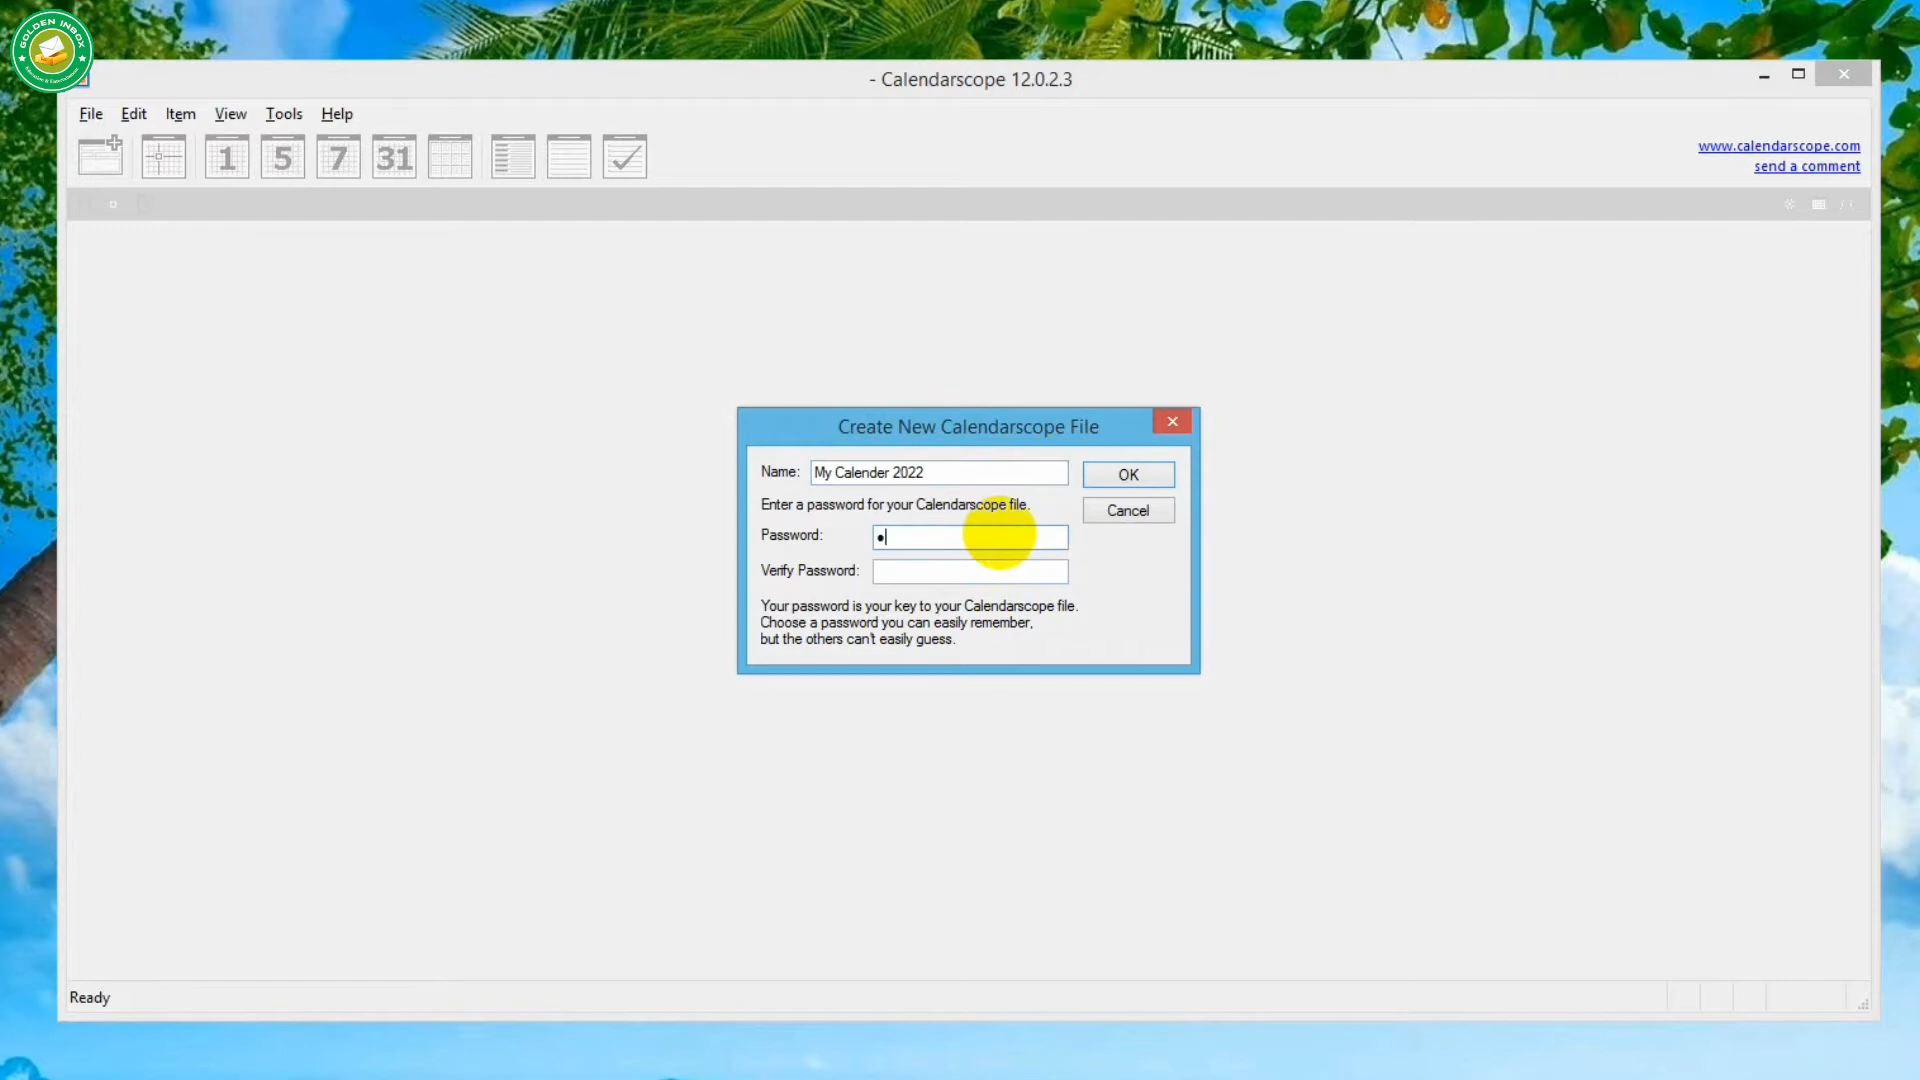 GOLDEN INBOX
- Calendarscope 12.0.2.3
File Edit Item View Tools Help
1 5 7 31
www.calendarscope.com
send a comment
Create New Calendarscope File
Name: My Calender 2022 OK
Enter a password for your Calendarscope file.
Cancel
Password:
Verify Password:
Your password is your key to your Calendarscope file.
Choose a password you can easily remember,
but the others can't easily guess.
Ready